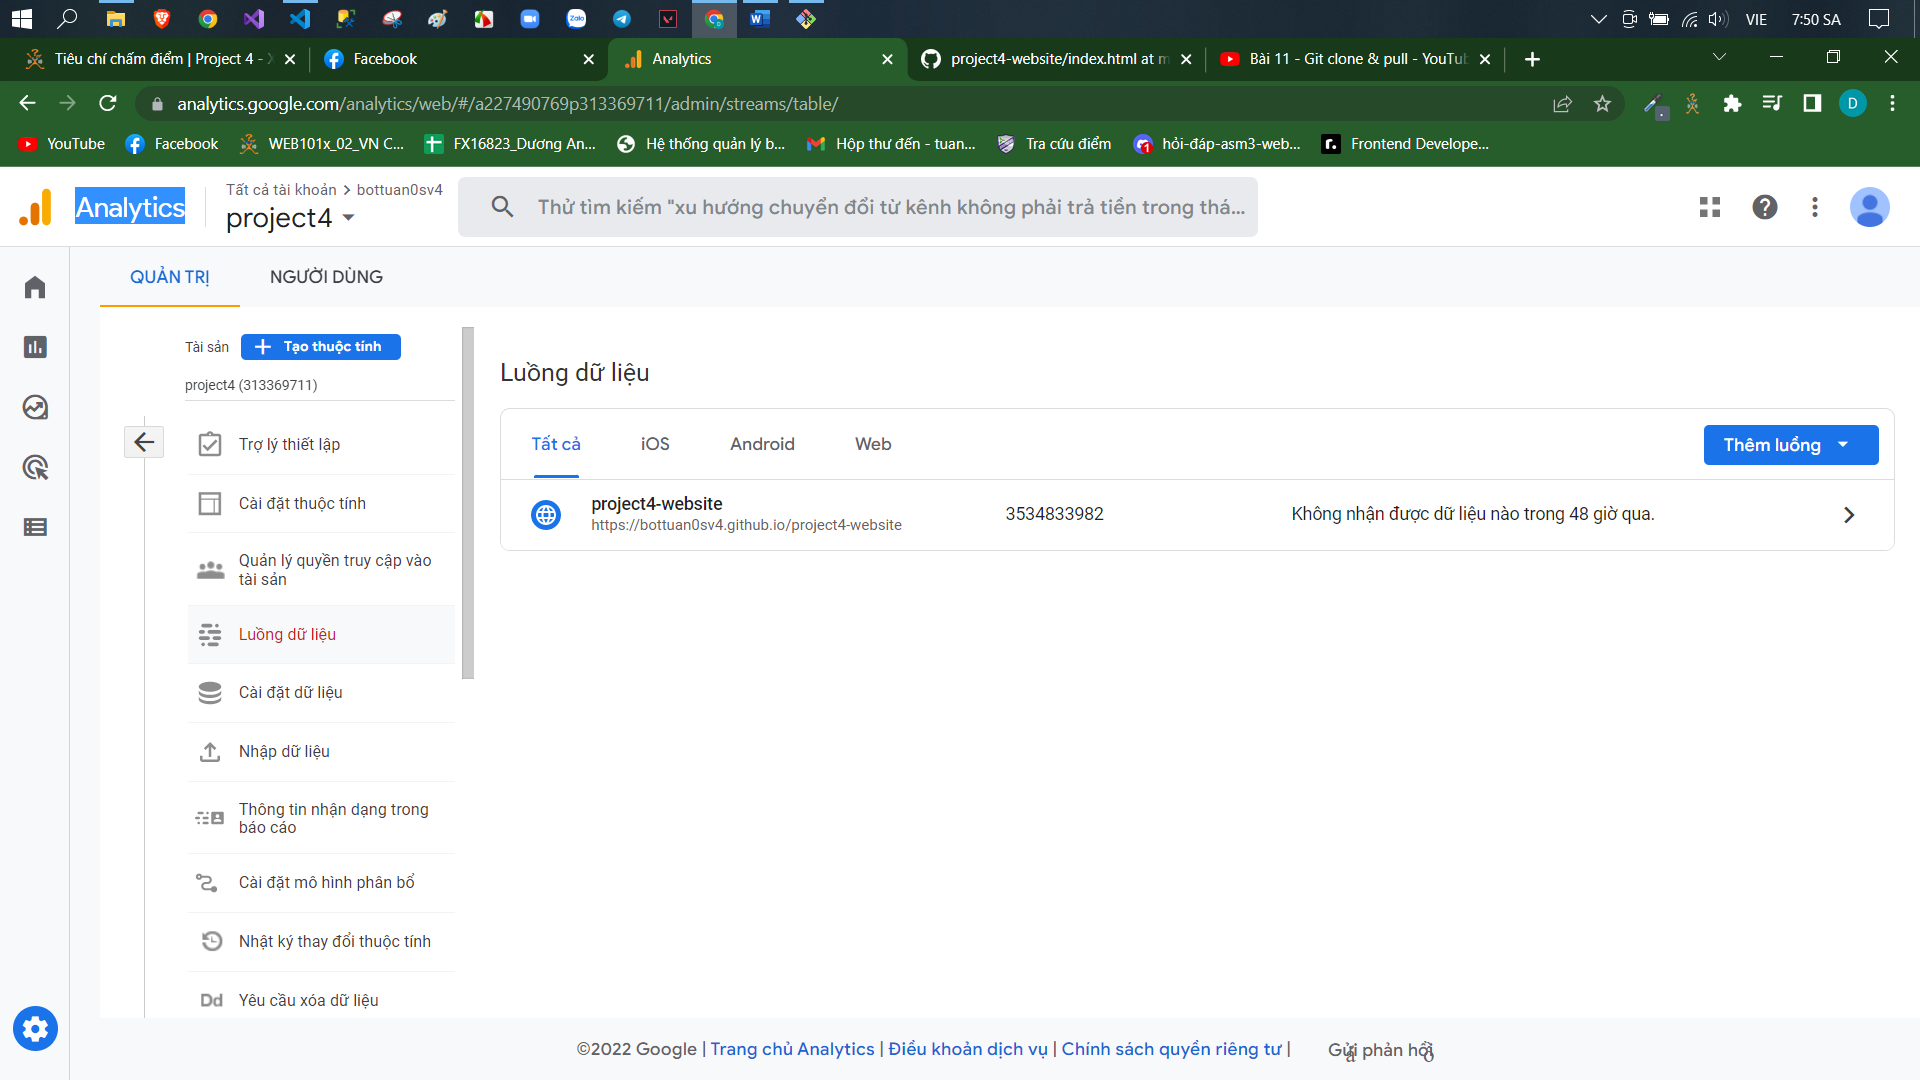 VIE
7:50 SA
Tiêu chí chấm điểm | Project 4 -
Facebook
Analytics
project4-website/index.html at m
Bài 11 - Git clone & pull - YouTu
analytics.google.com/analytics/web/#/a227490769p313369711/admin/streams/table/
D
YouTube
Facebook
WEB101x_02_VN C...
FX16823_Dương An...
Hệ thống quản lý b...
Hộp thư đến - tuan...
Tra cứu điểm
hỏi-đáp-asm3-web...
Frontend Develope...
Analytics
Tất cả tài khoản > bottuan0sv4
project4
Thử tìm kiếm "xu hướng chuyển đổi từ kênh không phải trả tiền trong thá...
QUẢN TRỊ
NGƯỜI DÙNG
Tài sản
Tạo thuộc tính
project4 (313369711)
Trợ lý thiết lập
Cài đặt thuộc tính
Quản lý quyền truy cập vào
tài sản
Luồng dữ liệu
Cài đặt dữ liệu
Nhập dữ liệu
Thông tin nhận dạng trong
báo cáo
Cài đặt mô hình phân bổ
Nhật ký thay đổi thuộc tính
Dd Yêu cầu xóa dữ liệu
Luồng dữ liệu
Tất cả
iOS
Android
Web
Thêm luồng
project4-website
https://bottuan0sv4.github.io/project4-website
3534833982
Không nhận được dữ liệu nào trong 48 giờ qua.
©2022 Google | Trang chủ Analytics | Điều khoản dịch vụ | Chính sách quyền riêng tư |
Gửi phản hồi